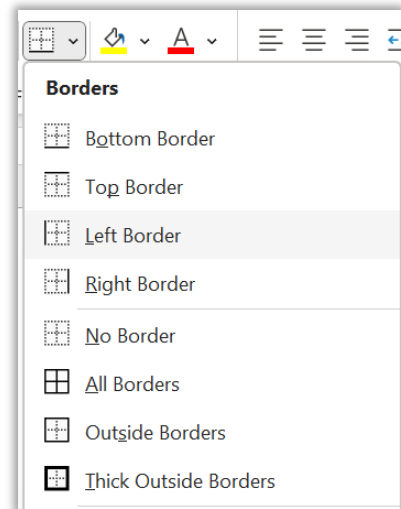 A
Borders
Bottom Border
Top Border
Left Border
Right Border
No Border
All Borders
Outside Borders
Thick Outside Borders